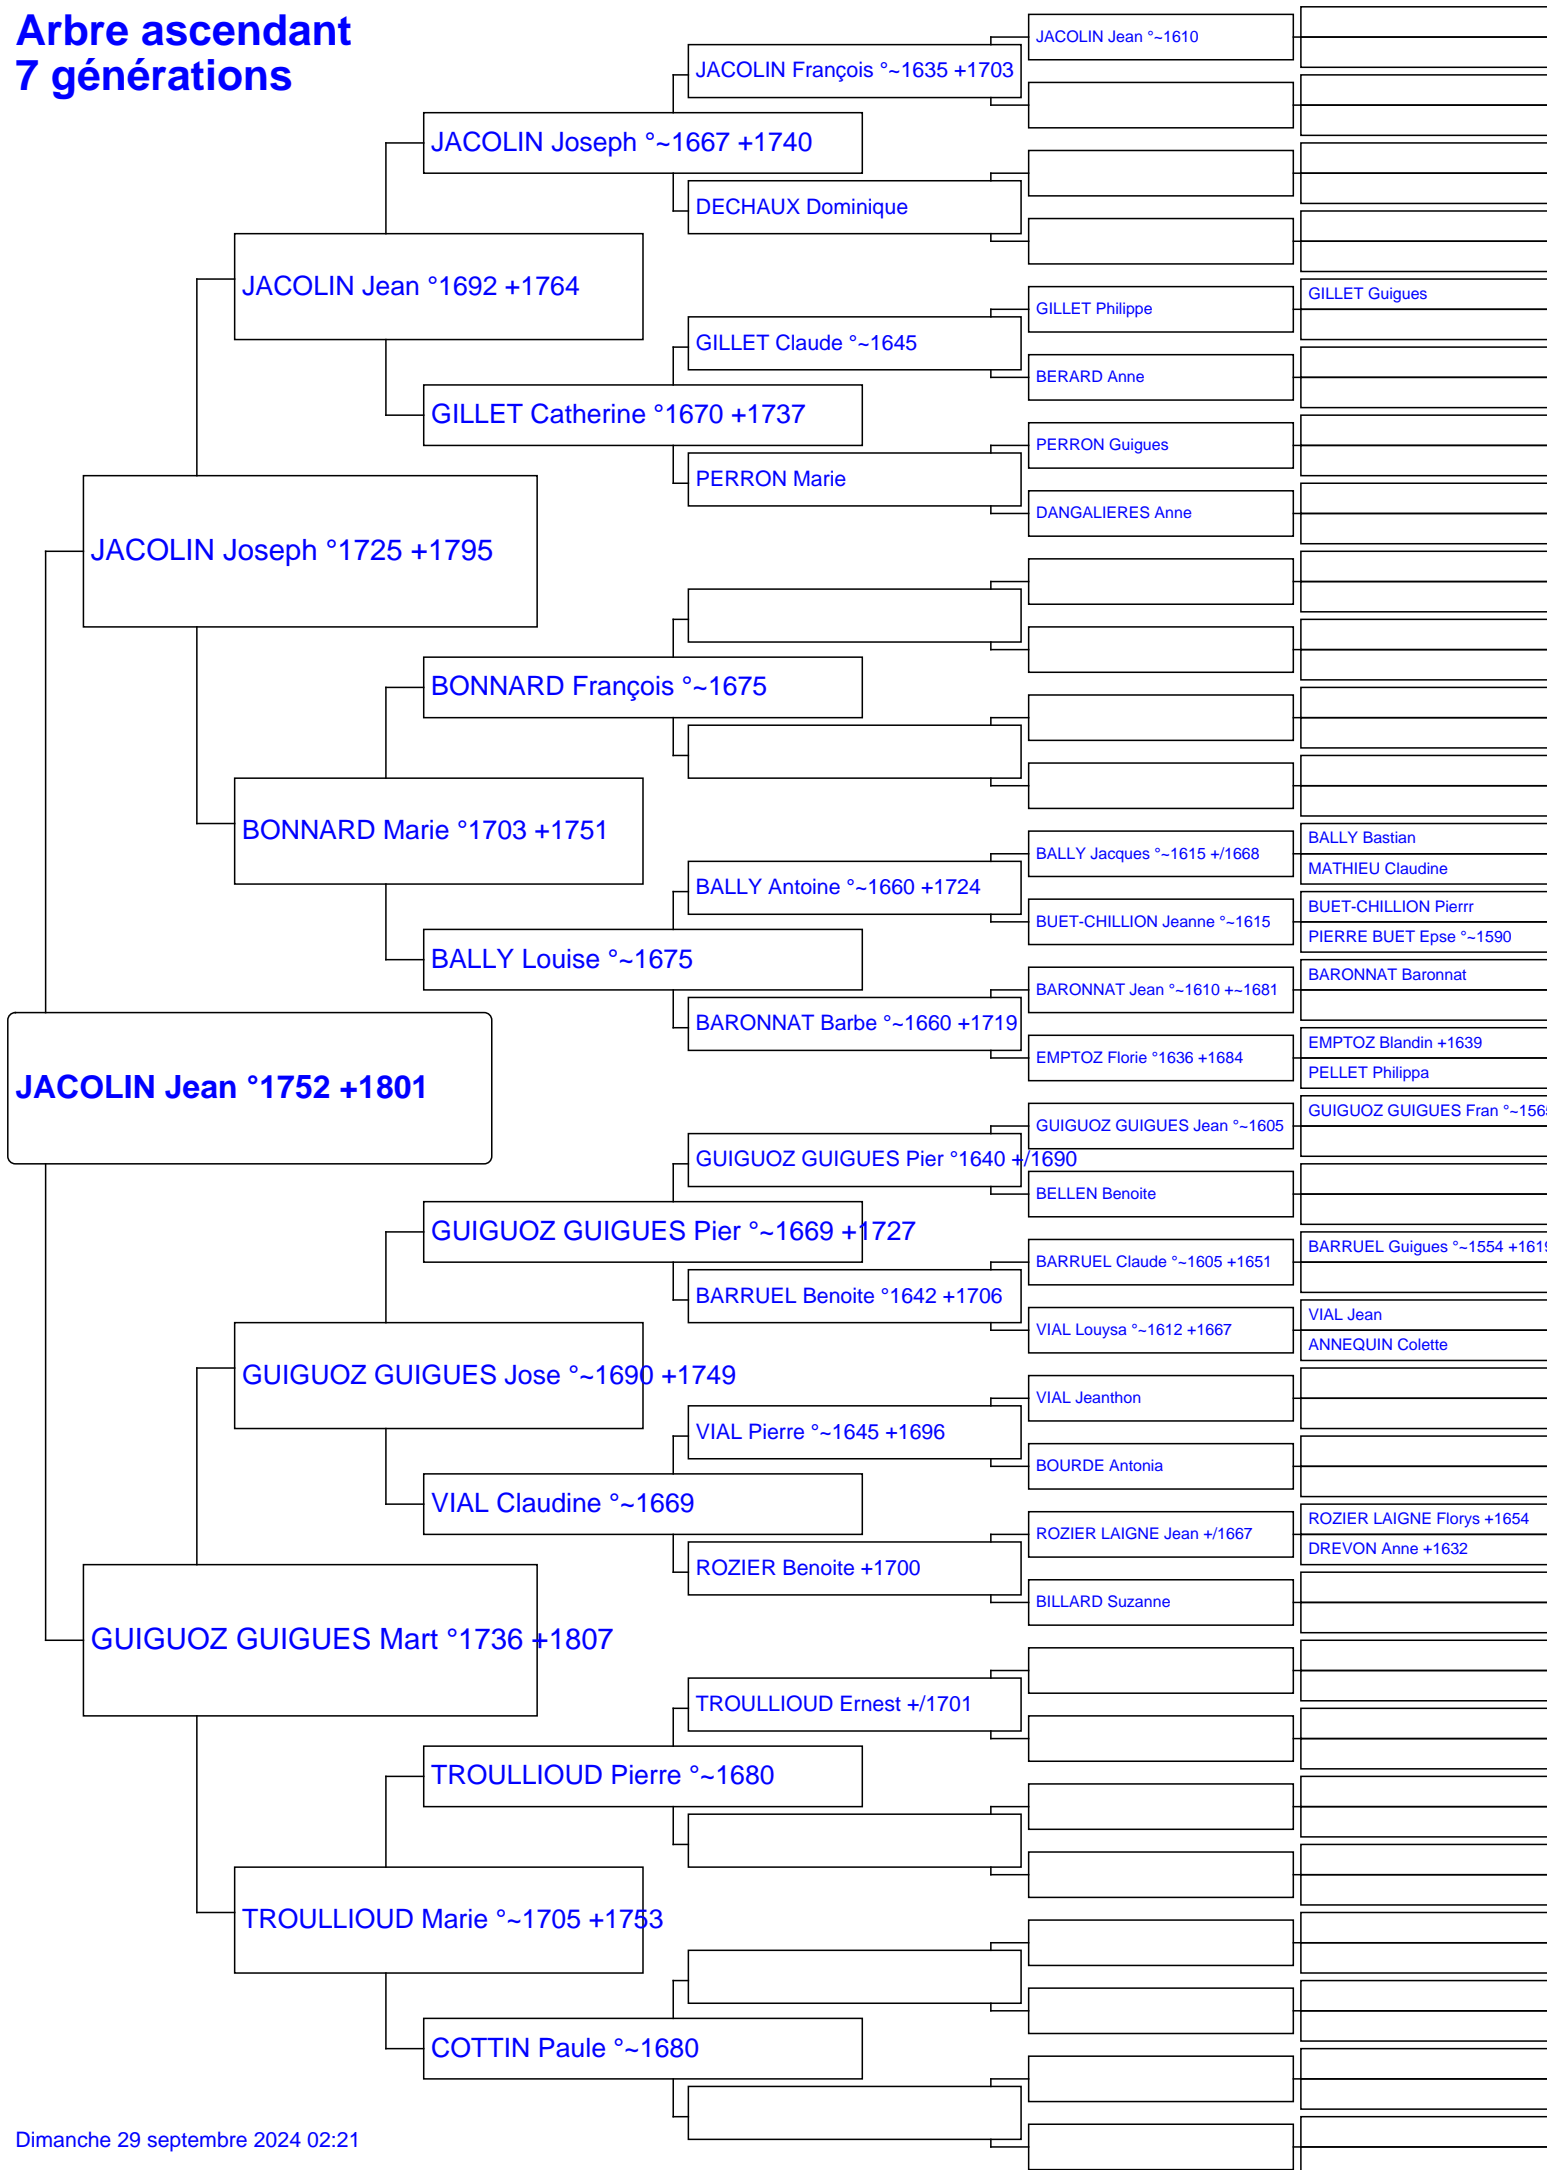 Arbre ascendant
7 générations
JACOLIN Jean °~1610
JACOLIN François °~1635 +1703
JACOLIN Joseph °~1667 +1740
DECHAUX Dominique
JACOLIN Jean °1692 +1764
GILLET Guigues
GILLET Philippe
GILLET Claude °~1645
BERARD Anne
GILLET Catherine °1670 +1737
PERRON Guigues
PERRON Marie
DANGALIERES Anne
JACOLIN Joseph °1725 +1795
BONNARD François °~1675
BONNARD Marie °1703 +1751
BALLY Bastian
BALLY Jacques °~1615 +/1668
MATHIEU Claudine
BALLY Antoine °~1660 +1724
BUET-CHILLION Pierrr
BUET-CHILLION Jeanne °~1615
PIERRE BUET Epse °~1590
BALLY Louise °~1675
BARONNAT Baronnat
BARONNAT Jean °~1610 +~1681
BARONNAT Barbe °~1660 +1719
EMPTOZ Blandin +1639
EMPTOZ Florie °1636 +1684
PELLET Philippa
JACOLIN Jean °1752 +1801
GUIGUOZ GUIGUES Fran °~1565
GUIGUOZ GUIGUES Jean °~1605
GUIGUOZ GUIGUES Pier °1640 +/1690
BELLEN Benoite
GUIGUOZ GUIGUES Pier °~1669 +1727
BARRUEL Guigues °~1554 +1619
BARRUEL Claude °~1605 +1651
BARRUEL Benoite °1642 +1706
VIAL Jean
VIAL Louysa °~1612 +1667
ANNEQUIN Colette
GUIGUOZ GUIGUES Jose °~1690 +1749
VIAL Jeanthon
VIAL Pierre °~1645 +1696
BOURDE Antonia
VIAL Claudine °~1669
ROZIER LAIGNE Florys +1654
ROZIER LAIGNE Jean +/1667
DREVON Anne +1632
ROZIER Benoite +1700
BILLARD Suzanne
GUIGUOZ GUIGUES Mart °1736 +1807
TROULLIOUD Ernest +/1701
TROULLIOUD Pierre °~1680
TROULLIOUD Marie °~1705 +1753
COTTIN Paule °~1680
Dimanche 29 septembre 2024 02:21